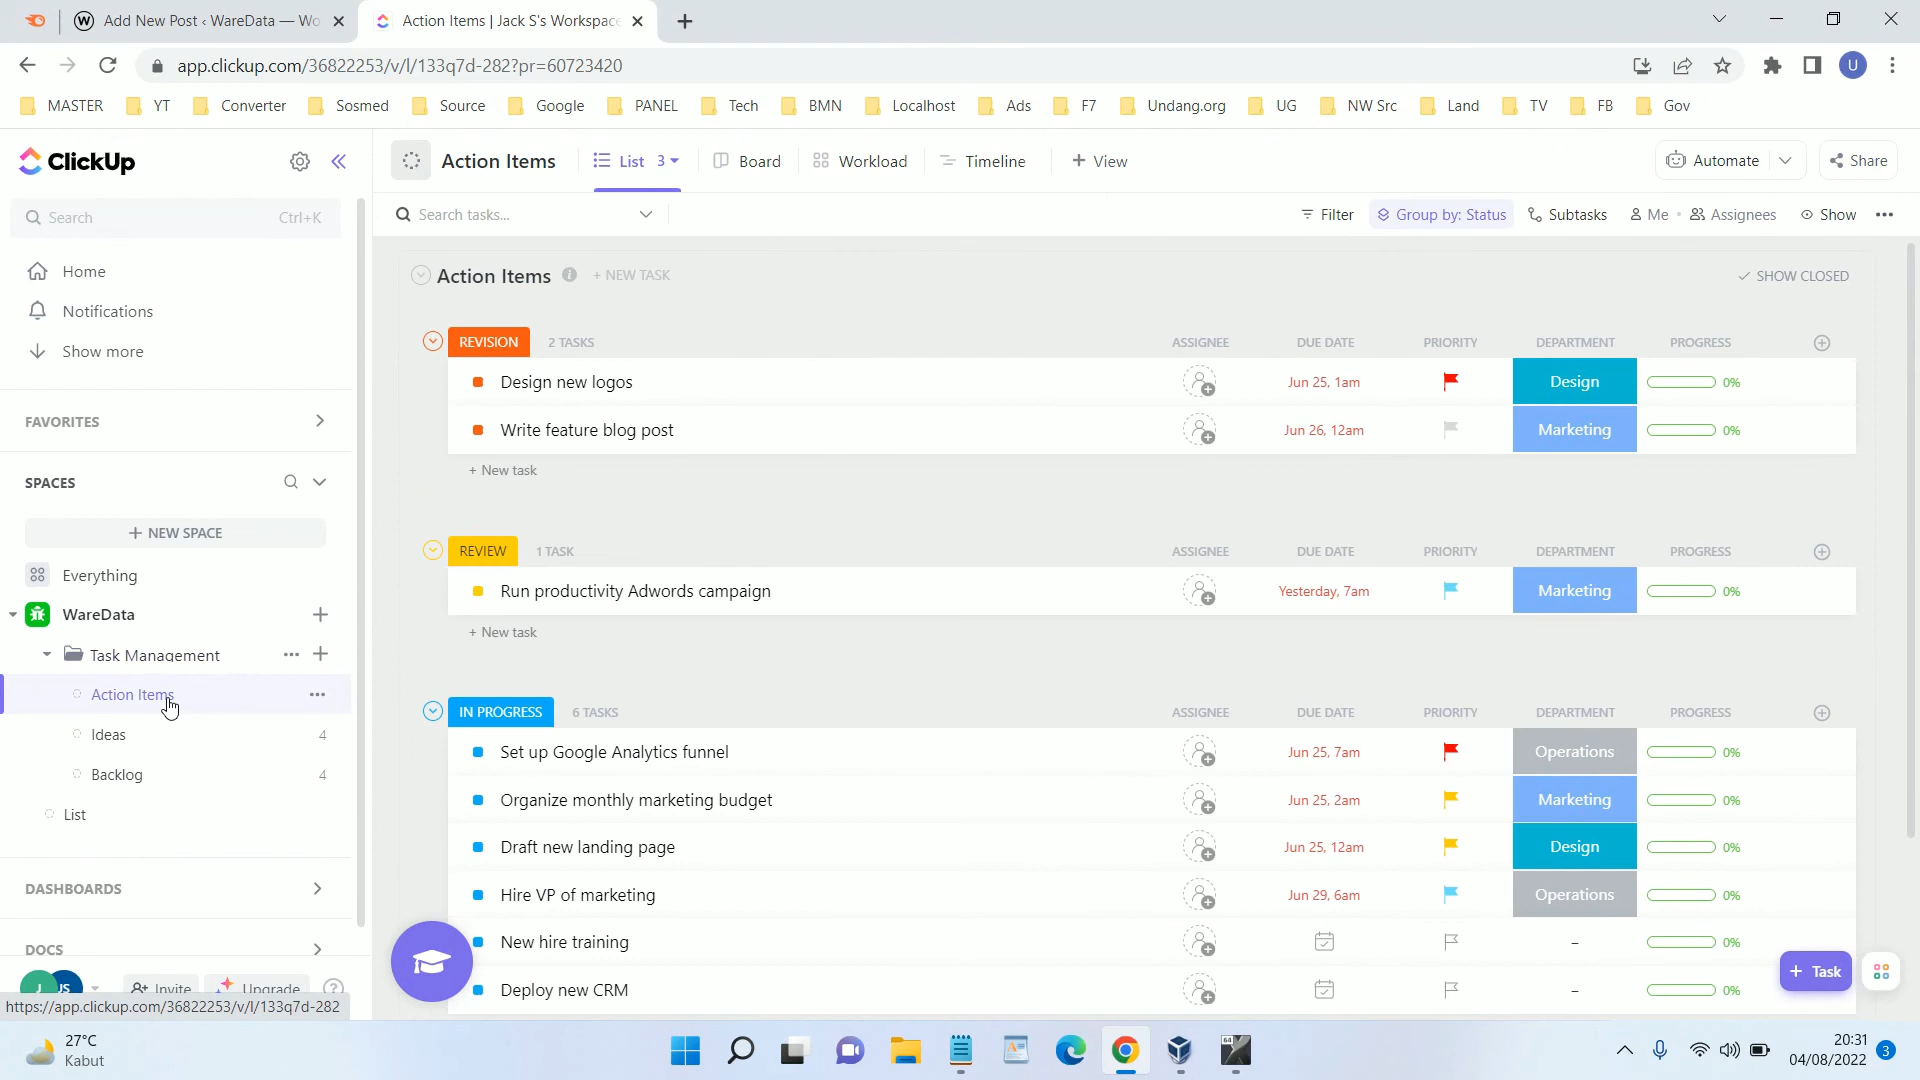 Add New Post ‹ WareData — Wo
Action Items | Jack S's Workspace
app.clickup.com/36822253/v/l/133q7d-282?pr=60723420
U
MASTER YT Converter Sosmed Source Google PANEL Tech BMN Localhost Ads F7 Undang.org UG NW Src Land TV FB Gov
ClickUp
Action Items
List 3
Board
Workload
Timeline
+ View
Automate
Share
Search Ctrl+K
Search tasks...
Filter
Group by: Status
Subtasks
Me
Assignees
Show
Home
Notifications
Show more
FAVORITES
SPACES
+ NEW SPACE
Everything
WareData
Task Management
Action Items
Ideas 4
Backlog 4
List
DASHBOARDS
DOCS
J JS
Invite
Upgrade
?
https://app.clickup.com/36822253/v/l/133q7d-282
Action Items + NEW TASK
SHOW CLOSED
REVISION 2 TASKS ASSIGNEE DUE DATE PRIORITY DEPARTMENT PROGRESS
Design new logos Jun 25, 1am Design 0%
Write feature blog post Jun 26, 12am Marketing 0%
+ New task
REVIEW 1 TASK ASSIGNEE DUE DATE PRIORITY DEPARTMENT PROGRESS
Run productivity Adwords campaign Yesterday, 7am Marketing 0%
+ New task
IN PROGRESS 6 TASKS ASSIGNEE DUE DATE PRIORITY DEPARTMENT PROGRESS
Set up Google Analytics funnel Jun 25, 7am Operations 0%
Organize monthly marketing budget Jun 25, 2am Marketing 0%
Draft new landing page Jun 25, 12am Design 0%
Hire VP of marketing Jun 29, 6am Operations 0%
New hire training – 0%
Deploy new CRM – 0%
+ Task
27°C
Kabut
64
20:31
04/08/2022
3